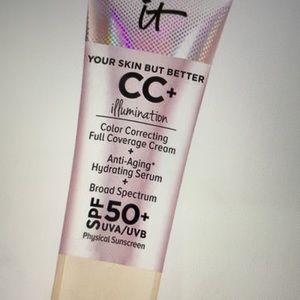 it
YOUR SKIN BUT BETTER
CC+
illumination
Color Correcting
Full Coverage Cream
+
Anti-Aging*
Hydrating Serum
+
Broad Spectrum
SPF 50+
UVA/UVB
Physical Sunscreen